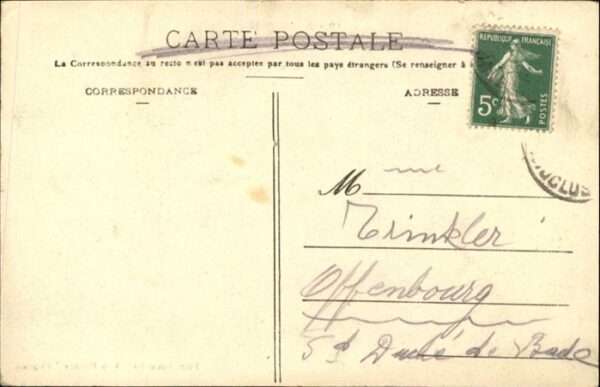 CARTE POSTALE
La Correspondance au recto n'est pas acceptée par tous les pays étrangers (Se renseigner à
CORRESPONDANCE
ADRESSE
REPUBLIQUE FRANÇAISE
5c
POSTES
Mme
Trinkler
Offenbourg
Duché de Bade